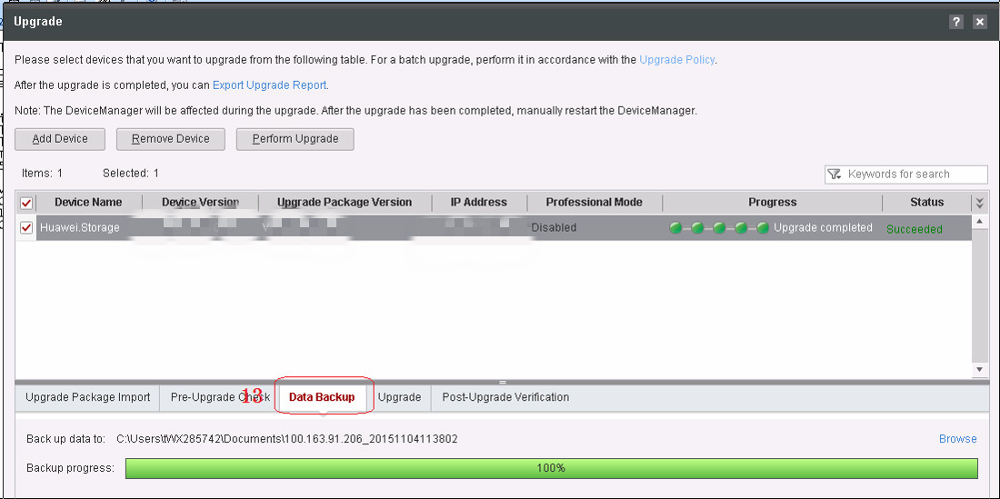 Upgrade
Please select devices that you want to upgrade from the following table. For a batch upgrade, perform it in accordance with the Upgrade Policy.
After the upgrade is completed, you can Export Upgrade Report.
Note: The DeviceManager will be affected during the upgrade. After the upgrade has been completed, manually restart the DeviceManager.
Add Device Remove Device Perform Upgrade
Items: 1 Selected: 1 Keywords for search
Device Name Device Version Upgrade Package Version IP Address Professional Mode Progress Status
Huawei.Storage Disabled Upgrade completed Succeeded
Upgrade Package Import Pre-Upgrade Check 13 Data Backup Upgrade Post-Upgrade Verification
Back up data to: C:\Users\tWX285742\Documents\100.163.91.206_20151104113802 Browse
Backup progress: 100%